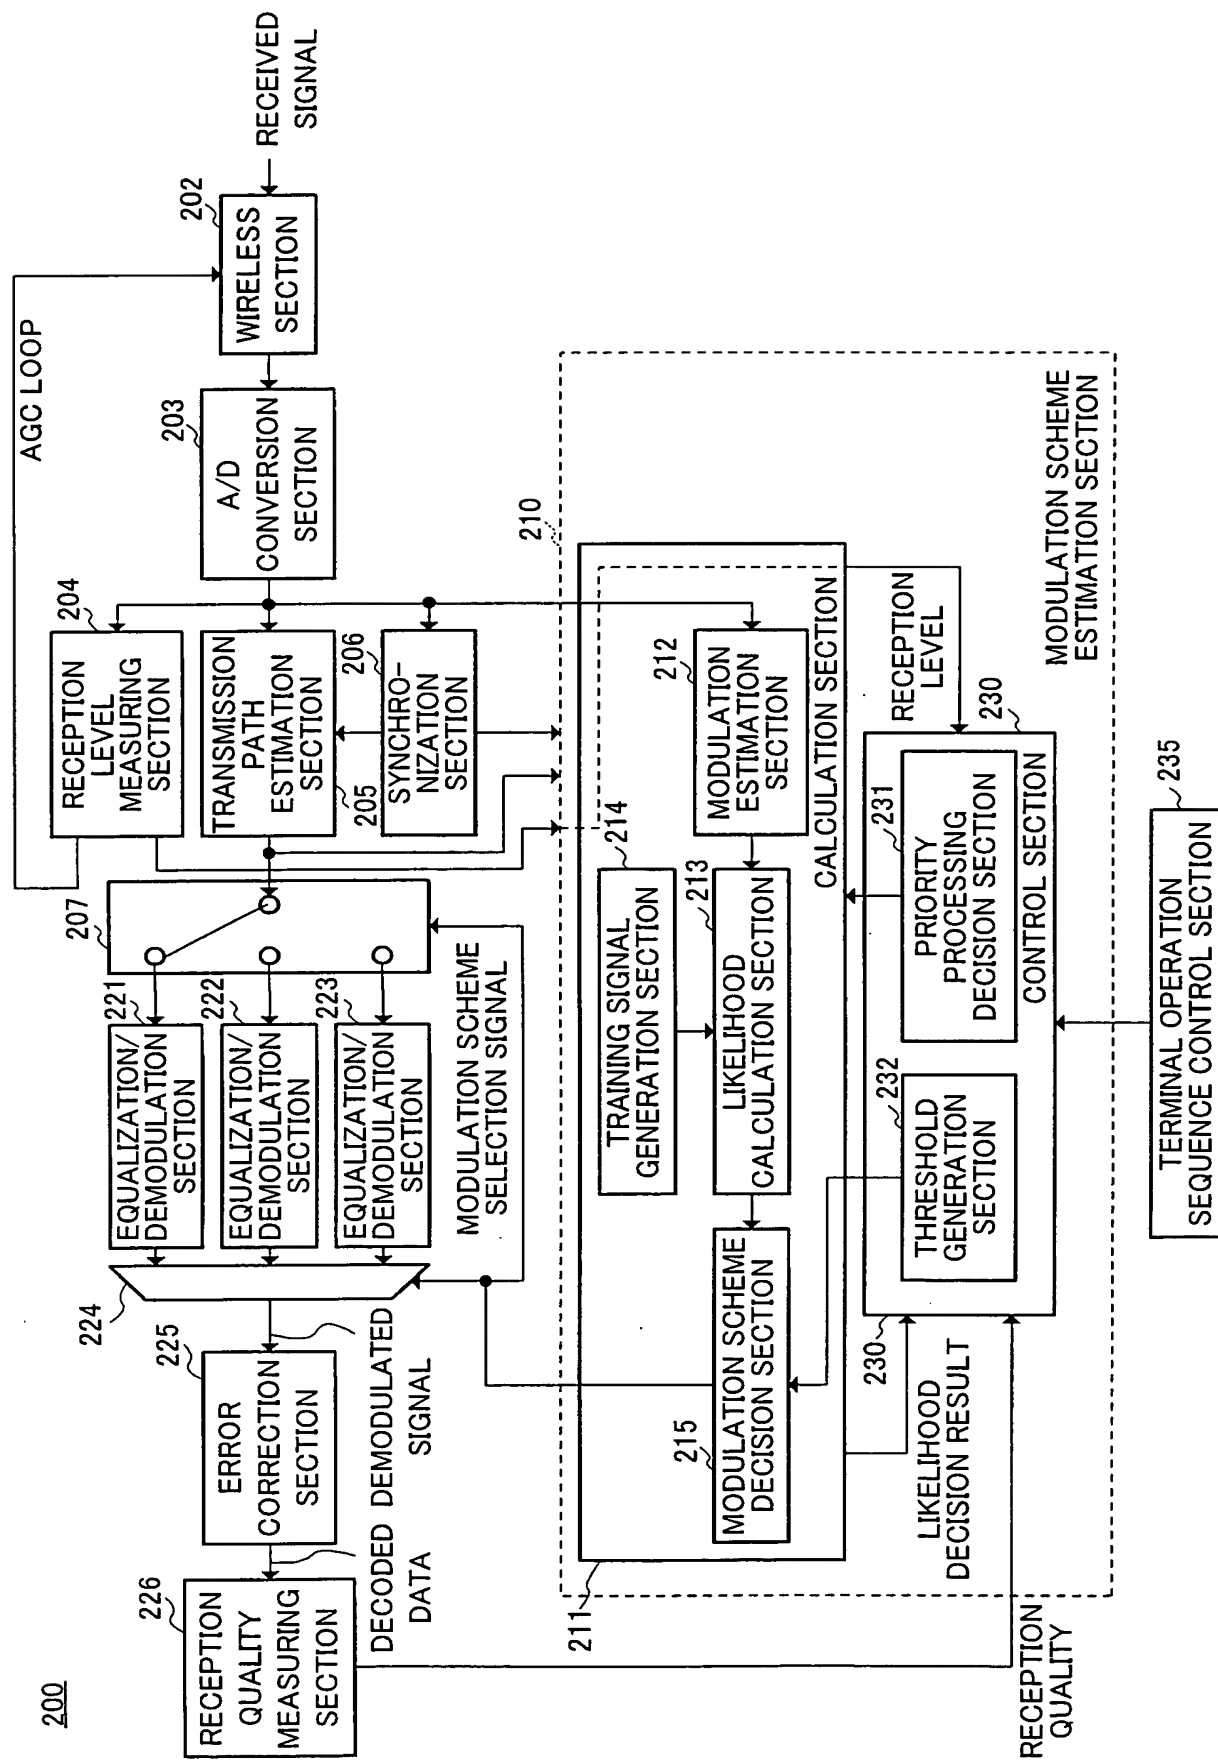 200
RECEIVED
SIGNAL
AGC LOOP
202
WIRELESS
SECTION
203
A/D
CONVERSION
SECTION
204
RECEPTION
LEVEL
MEASURING
SECTION
TRANSMISSION
PATH
ESTIMATION
SECTION
205
206
SYNCHRO-
NIZATION
SECTION
207
221
EQUALIZATION/
DEMODULATION
SECTION
222
EQUALIZATION/
DEMODULATION
SECTION
223
EQUALIZATION/
DEMODULATION
SECTION
MODULATION SCHEME
SELECTION SIGNAL
224
225
ERROR
CORRECTION
SECTION
DEMODULATED
SIGNAL
226
RECEPTION
QUALITY
MEASURING
SECTION
DECODED
DATA
210
211
CALCULATION SECTION
212
MODULATION
ESTIMATION
SECTION
213
LIKELIHOOD
CALCULATION SECTION
214
TRAINING SIGNAL
GENERATION SECTION
215
MODULATION SCHEME
DECISION SECTION
RECEPTION
LEVEL
230
231
PRIORITY
PROCESSING
DECISION SECTION
CONTROL SECTION
232
THRESHOLD
GENERATION
SECTION
230
LIKELIHOOD
DECISION RESULT
MODULATION SCHEME
ESTIMATION SECTION
235
TERMINAL OPERATION
SEQUENCE CONTROL SECTION
RECEPTION
QUALITY